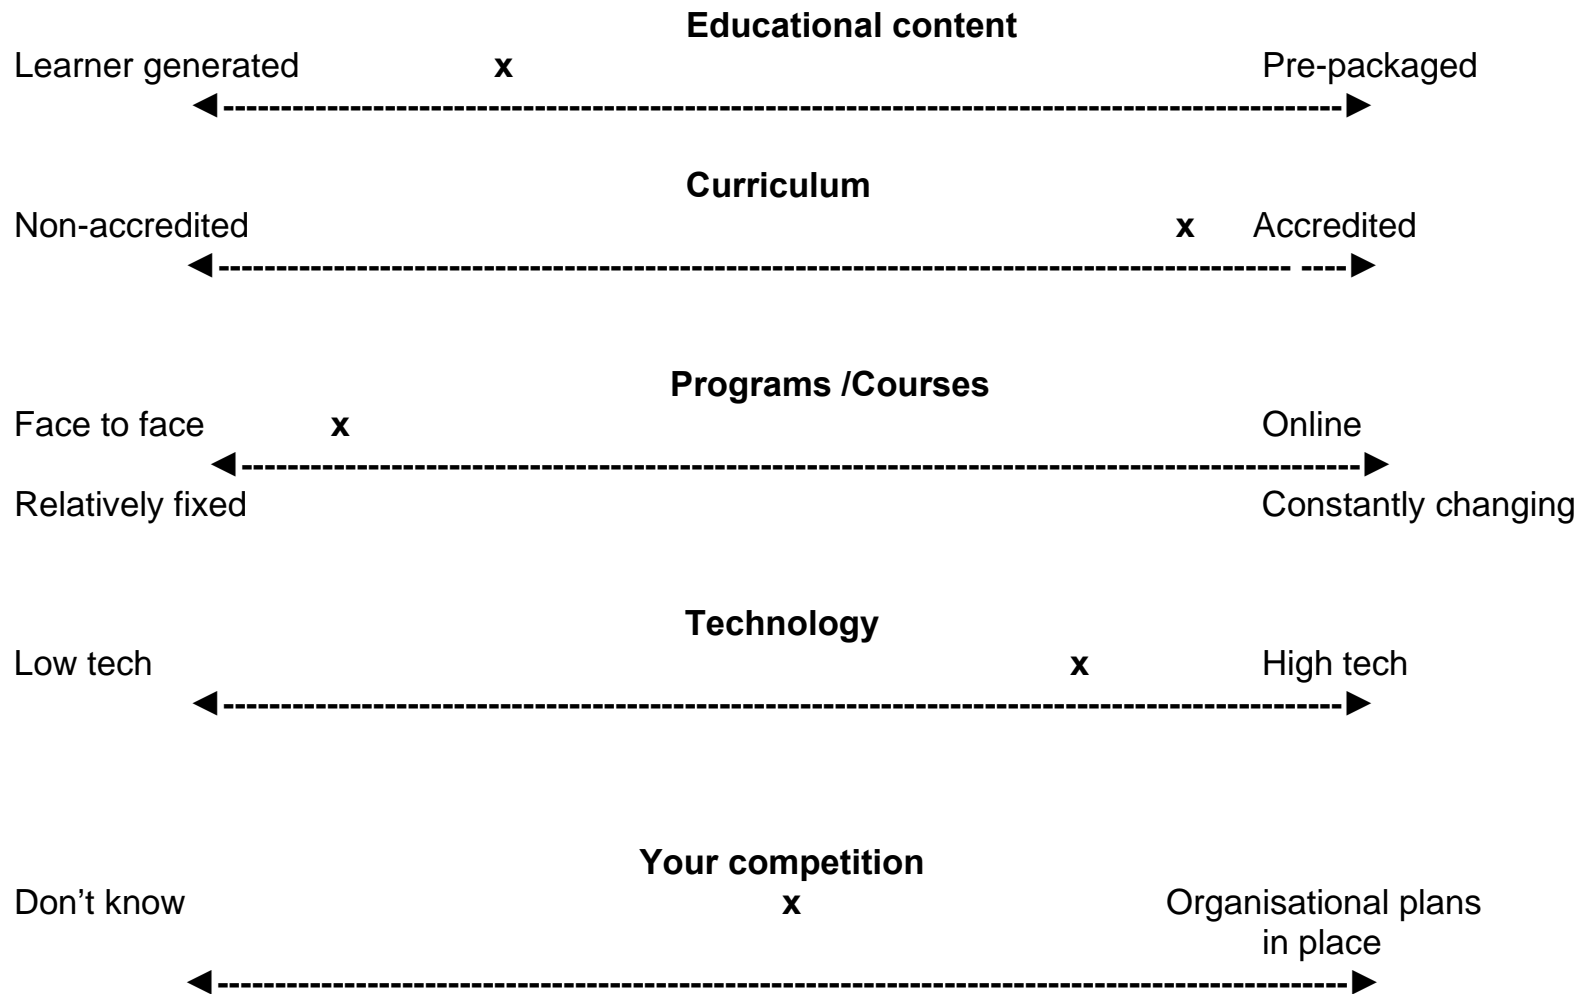 Educational content
Learner generated x Pre-packaged
◄--------------------------------------------------------------------------------------------------►
Curriculum
Non-accredited x Accredited
◄---------------------------------------------------------------------------------------------- ----►
Programs /Courses
Face to face x Online
◄--------------------------------------------------------------------------------------------------►
Relatively fixed Constantly changing
Technology
Low tech x High tech
◄--------------------------------------------------------------------------------------------------►
Your competition
Don’t know x Organisational plans
in place
◄---------------------------------------------------------------------------------------------------►